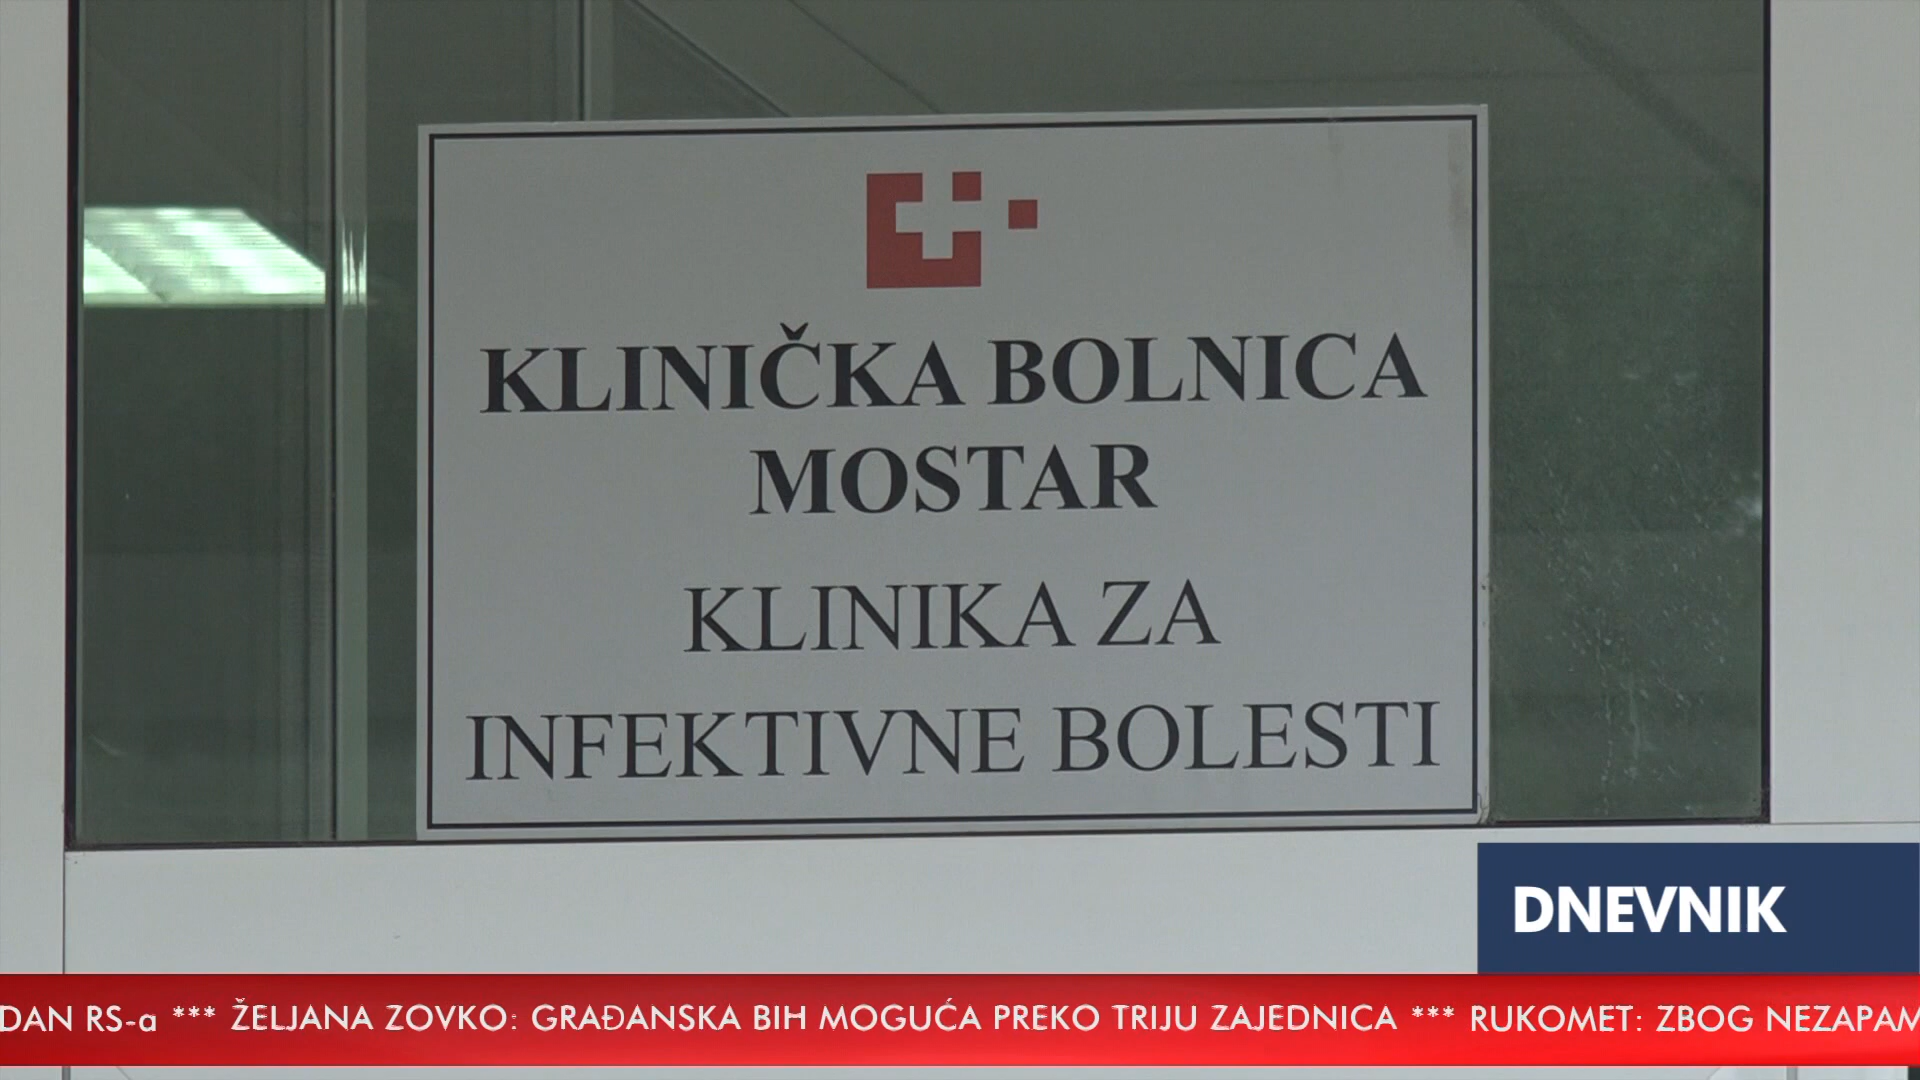 KLINIČKA BOLNICA
MOSTAR
KLINIKA ZA
INFEKTIVNE BOLESTI
DNEVNIK
DAN RS-a *** ŽELJANA ZOVKO: GRAĐANSKA BIH MOGUĆA PREKO TRIJU ZAJEDNICA *** RUKOMET: ZBOG